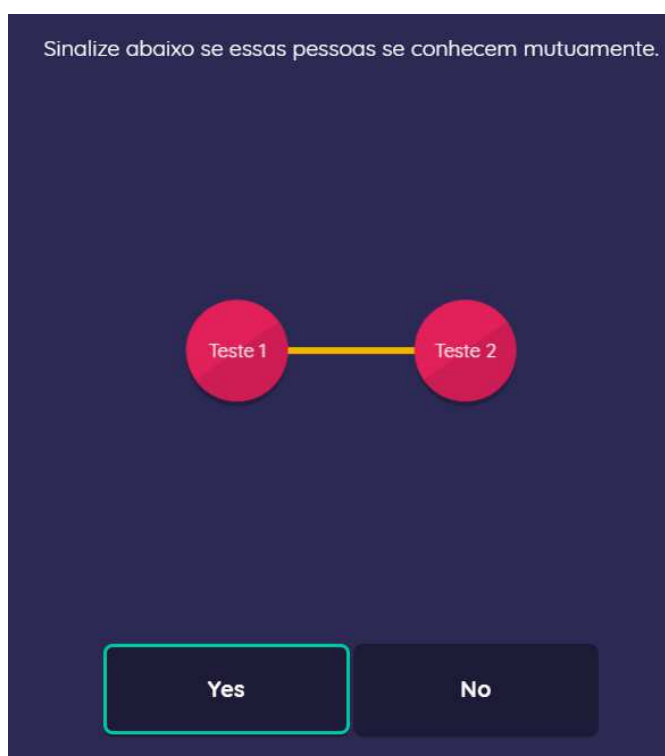 Sinalize abaixo se essas pessoas se conhecem mutuamente.
Teste 1
Teste 2
Yes
No